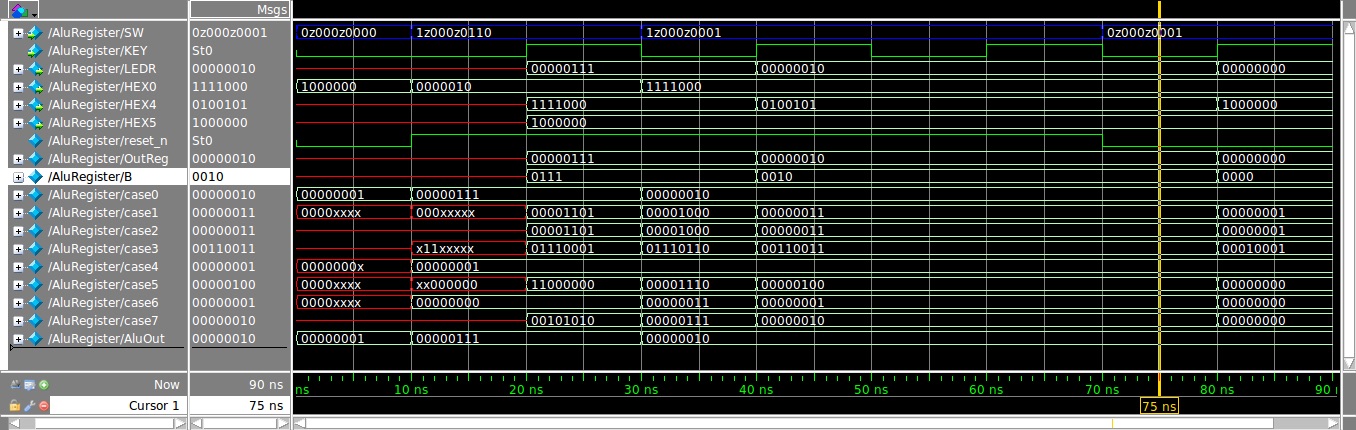 Msgs
/AluRegister/SW 0z000z0001 0z000z0000 1z000z0110 1z000z0001 0z000z0001
/AluRegister/KEY St0
/AluRegister/LEDR 00000010 00000111 00000010 00000000
/AluRegister/HEX0 1111000 1000000 0000010 1111000
/AluRegister/HEX4 0100101 1111000 0100101 1000000
/AluRegister/HEX5 1000000 1000000
/AluRegister/reset_n St0
/AluRegister/OutReg 00000010 00000111 00000010 00000000
/AluRegister/B 0010 0111 0010 0000
/AluRegister/case0 00000010 00000001 00000111 00000010
/AluRegister/case1 00000011 0000xxxx 000xxxxx 00001101 00001000 00000011 00000001
/AluRegister/case2 00000011 00001101 00001000 00000011 00000001
/AluRegister/case3 00110011 x11xxxxx 01110001 01110110 00110011 00010001
/AluRegister/case4 00000001 0000000x 00000001
/AluRegister/case5 00000100 0000xxxx xx000000 11000000 00001110 00000100 00000000
/AluRegister/case6 00000001 0000xxxx 00000000 00000011 00000001 00000000
/AluRegister/case7 00000010 00101010 00000111 00000010 00000000
/AluRegister/AluOut 00000010 00000001 00000111 00000010
Now 90 ns ns 10 ns 20 ns 30 ns 40 ns 50 ns 60 ns 70 ns 80 ns 90
Cursor 1 75 ns 75 ns